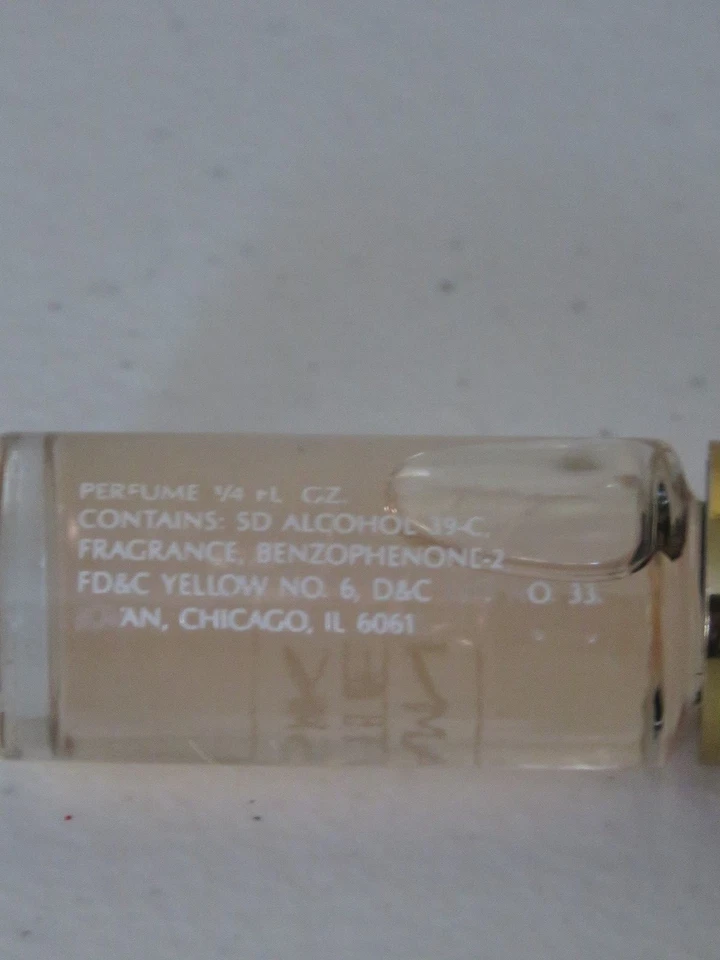 PERFUME 1/4 FL. OZ.
CONTAINS: SD ALCOHOL 39-C,
FRAGRANCE, BENZOPHENONE-2
FD&C YELLOW NO. 6, D&C O. 33.
AN, CHICAGO, IL 6061